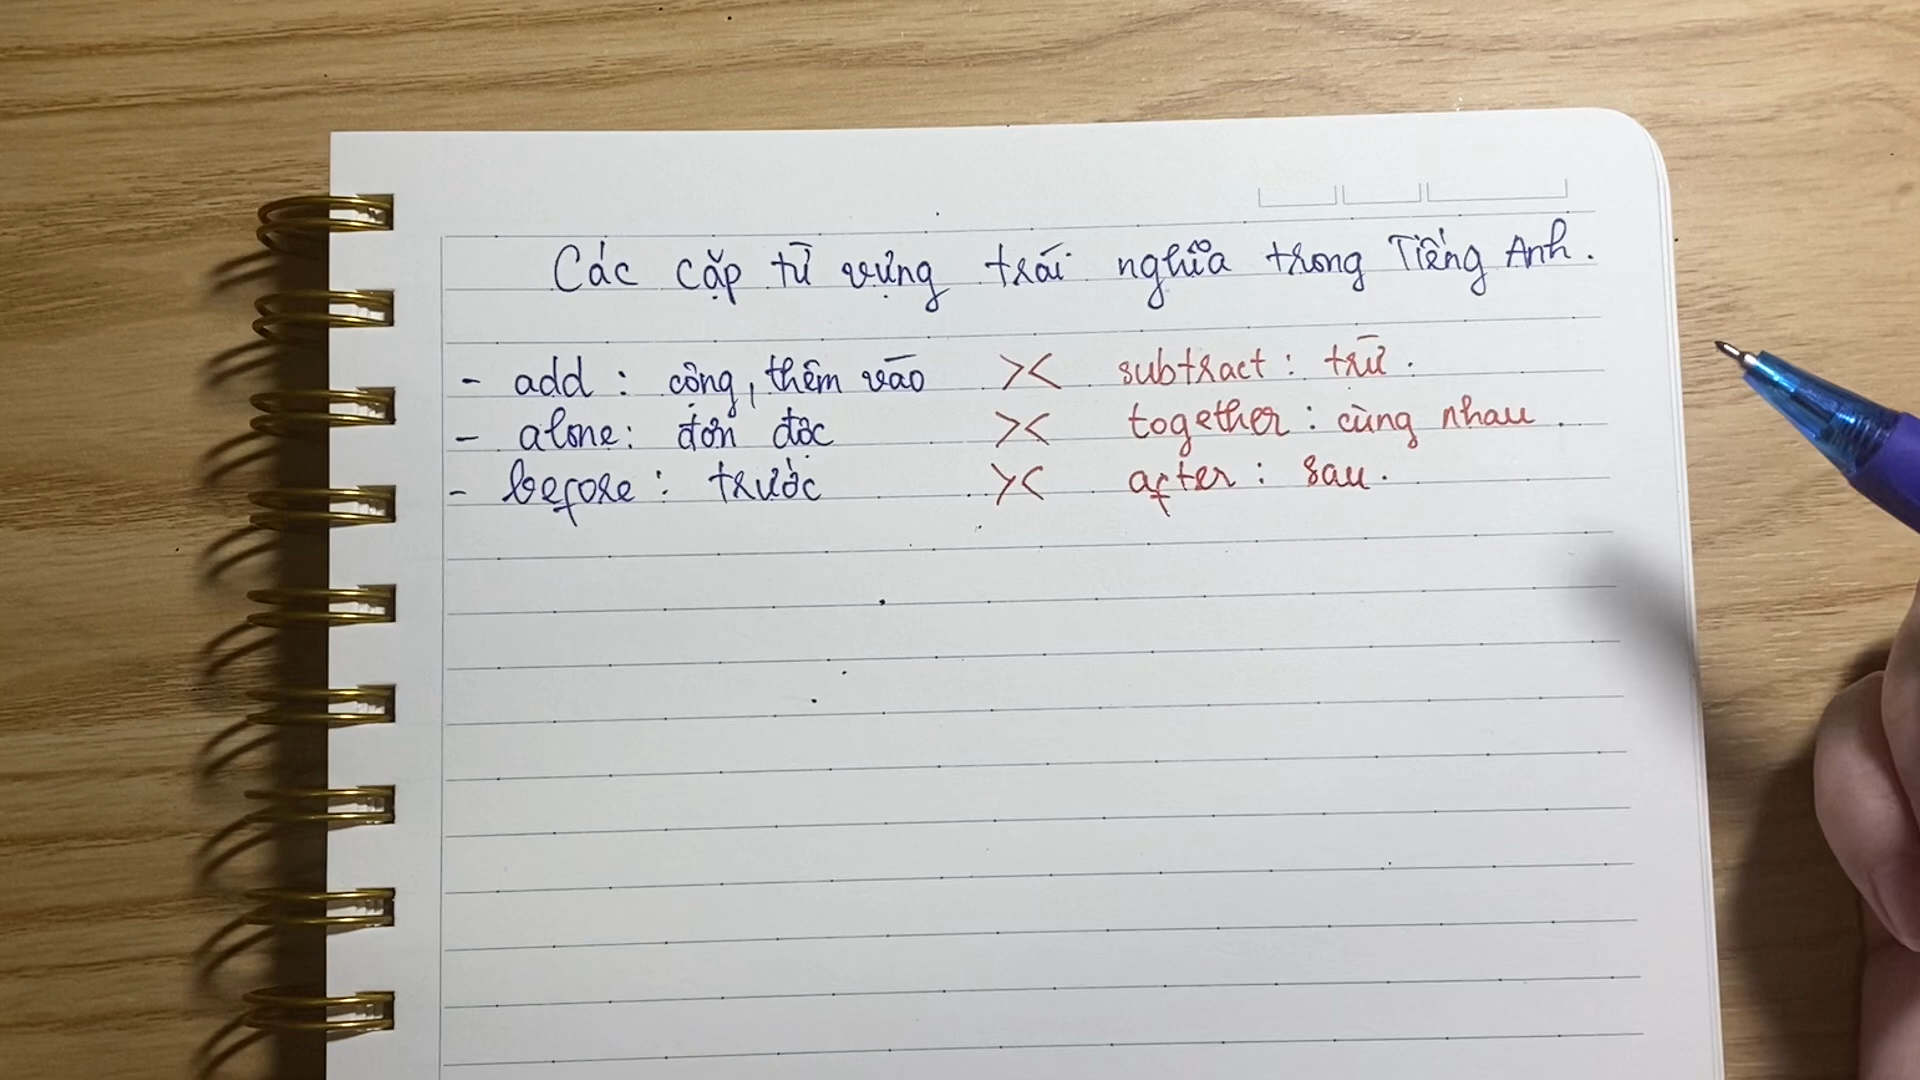 Các cặp từ vựng trái nghĩa trong Tiếng Anh.
- add : cộng, thêm vào >< subtract : trừ.
- alone : đơn độc >< together : cùng nhau.
- before : trước >< after : sau.